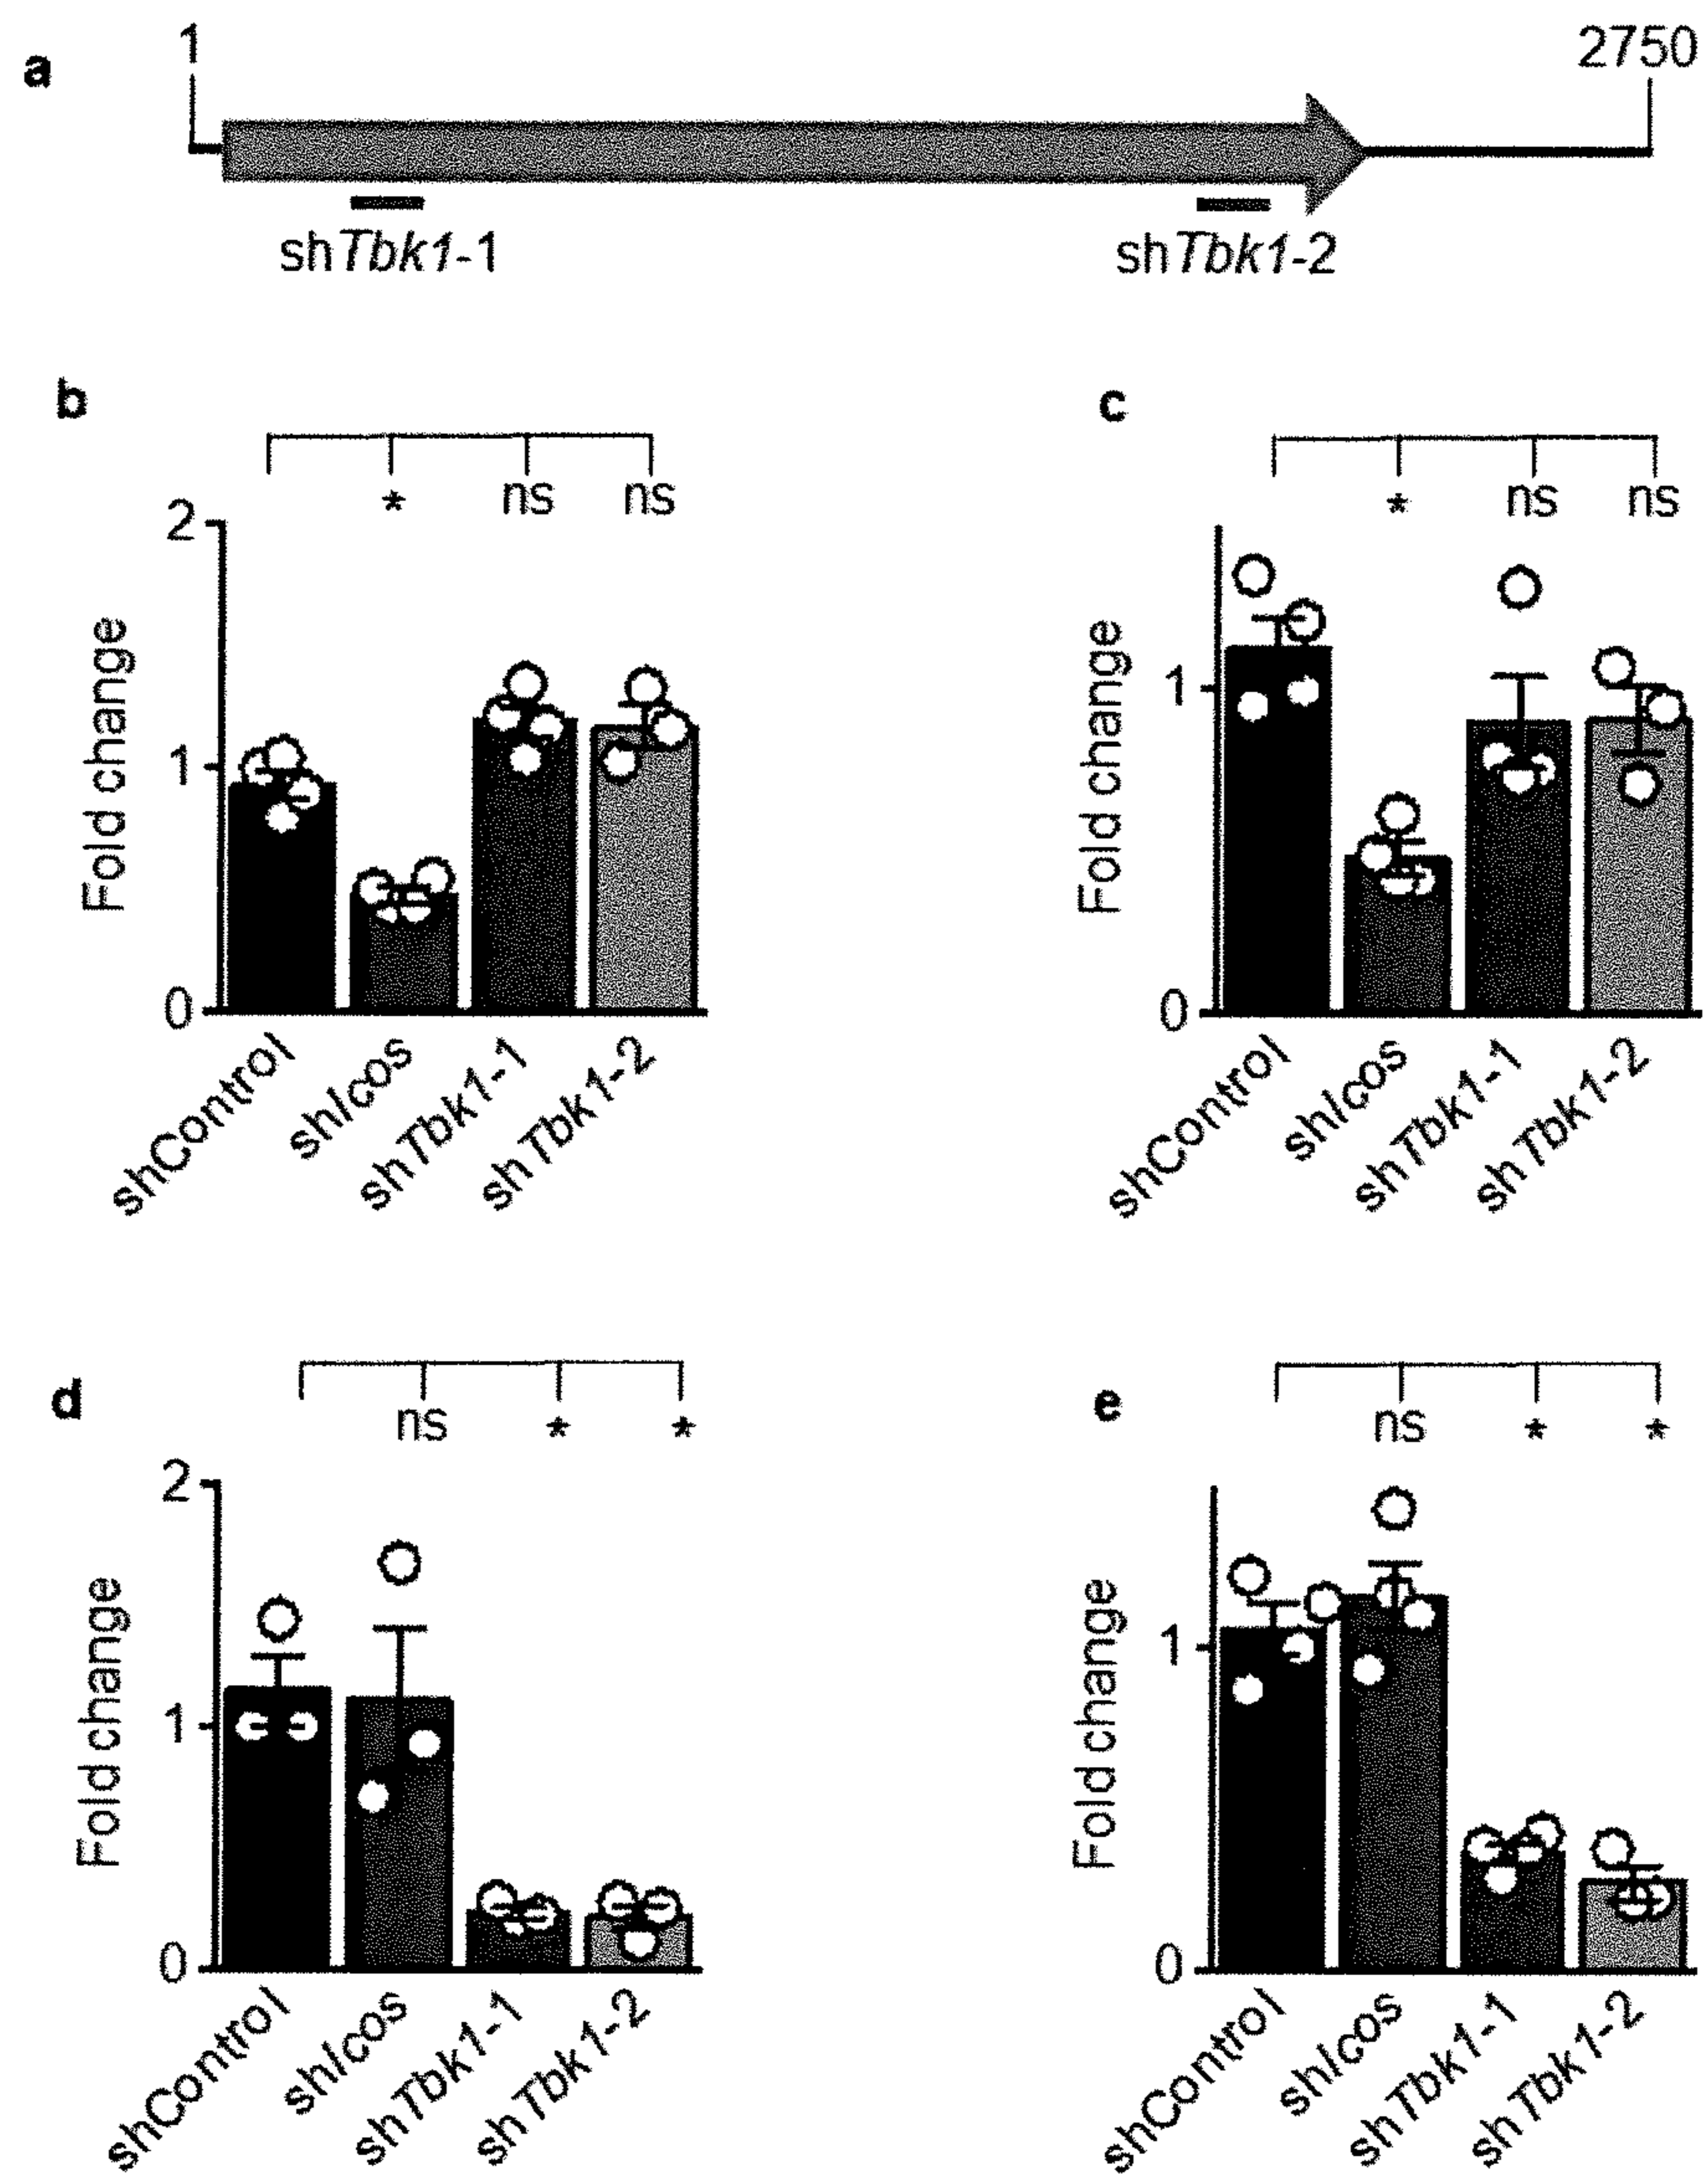 a
1
2750
shTbk1-1
shTbk1-2
b
* ns ns
2
1
0
Fold change
shControl
shIcos
shTbk1-1
shTbk1-2
c
* ns ns
1
0
Fold change
shControl
shIcos
shTbk1-1
shTbk1-2
d
ns * *
2
1
0
Fold change
shControl
shIcos
shTbk1-1
shTbk1-2
e
ns * *
1
0
Fold change
shControl
shIcos
shTbk1-1
shTbk1-2